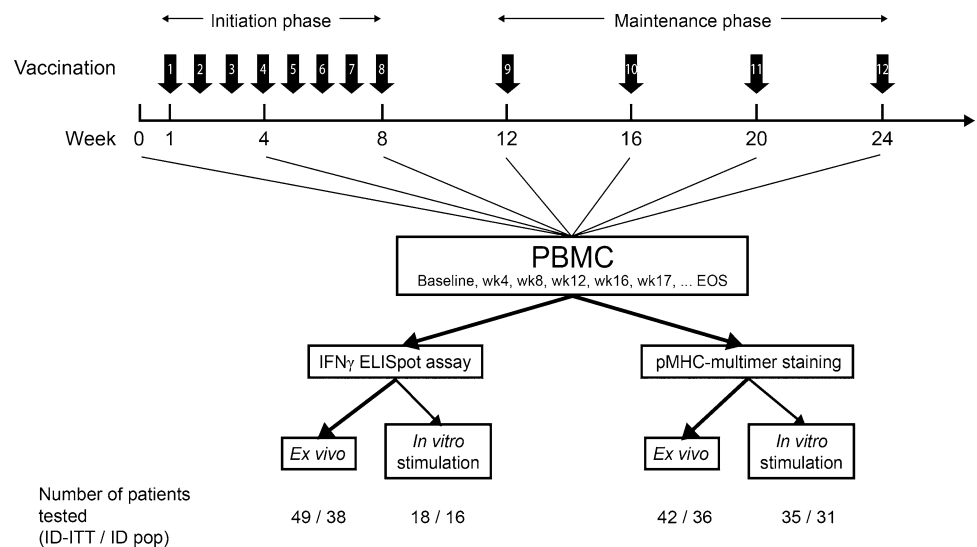 Initiation phase
Maintenance phase
Vaccination
1 2 3 4 5 6 7 8 9 10 11 12
Week 0 1 4 8 12 16 20 24
PBMC
Baseline, wk4, wk8, wk12, wk16, wk17, ... EOS
IFNγ ELISpot assay
pMHC-multimer staining
Ex vivo
In vitro
stimulation
Ex vivo
In vitro
stimulation
Number of patients
tested
(ID-ITT / ID pop)
49 / 38
18 / 16
42 / 36
35 / 31